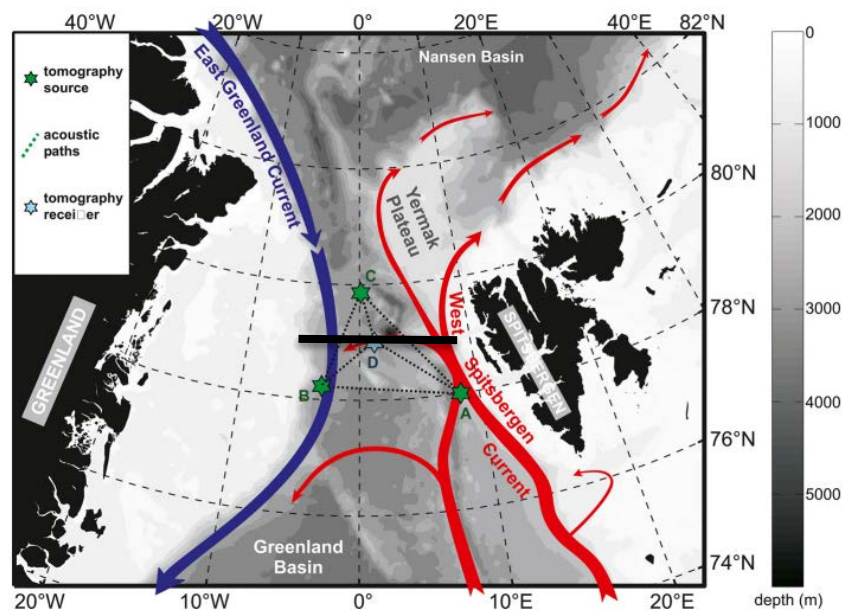 40°W
20°W
0°
20°E
40°E
82°N
tomography
source
acoustic
paths
tomography
recei□er
East Greenland Current
Nansen Basin
Yermak
Plateau
80°N
78°N
76°N
74°N
C
D
B
A
West
Spitsbergen
Current
GREENLAND
SPITSBERGEN
Greenland
Basin
20°W
10°W
0°
10°E
20°E
0
1000
2000
3000
4000
5000
depth (m)